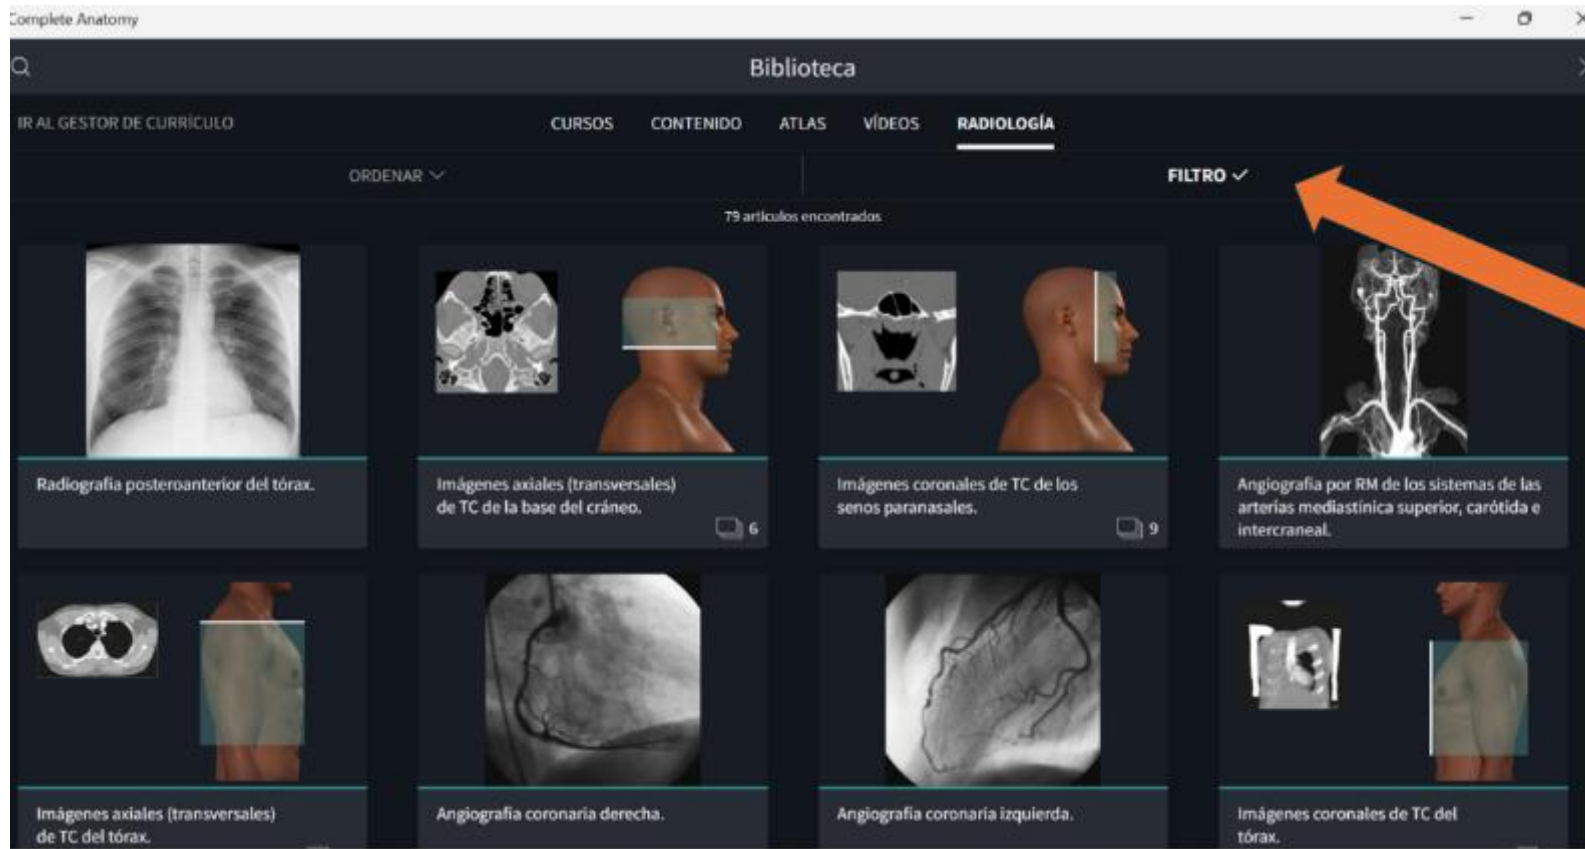 Complete Anatomy
Biblioteca
IR AL GESTOR DE CURRÍCULO
CURSOS CONTENIDO ATLAS VÍDEOS RADIOLOGÍA
ORDENAR FILTRO
79 artículos encontrados
Radiografía posteroanterior del tórax.
Imágenes axiales (transversales)
de TC de la base del cráneo.
6
Imágenes coronales de TC de los
senos paranasales.
9
Angiografía por RM de los sistemas de las
arterias mediastínica superior, carótida e
intercraneal.
Imágenes axiales (transversales)
de TC del tórax.
Angiografía coronaria derecha.
Angiografía coronaria izquierda.
Imágenes coronales de TC del
tórax.